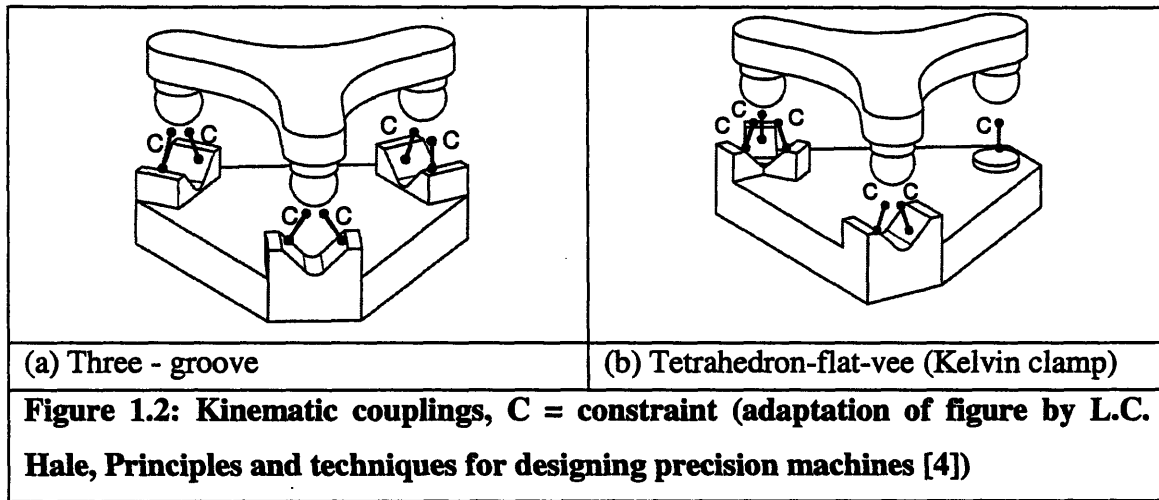 C C C C
C C
C C C C
C C
(a) Three - groove
(b) Tetrahedron-flat-vee (Kelvin clamp)
Figure 1.2: Kinematic couplings, C = constraint (adaptation of figure by L.C.
Hale, Principles and techniques for designing precision machines [4])